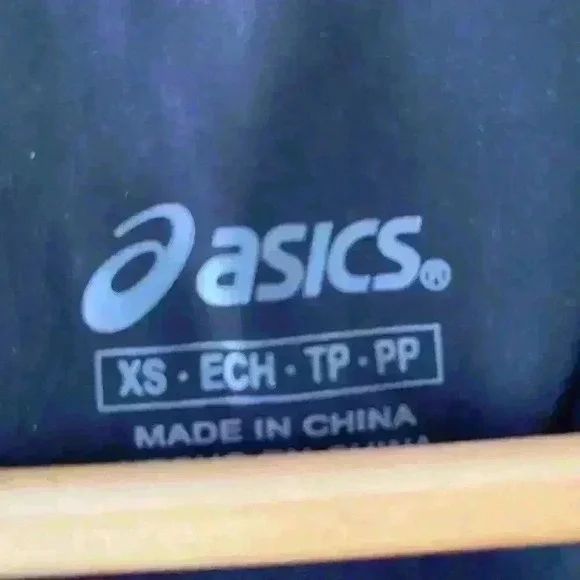 asics®
XS · ECH · TP · PP
MADE IN CHINA